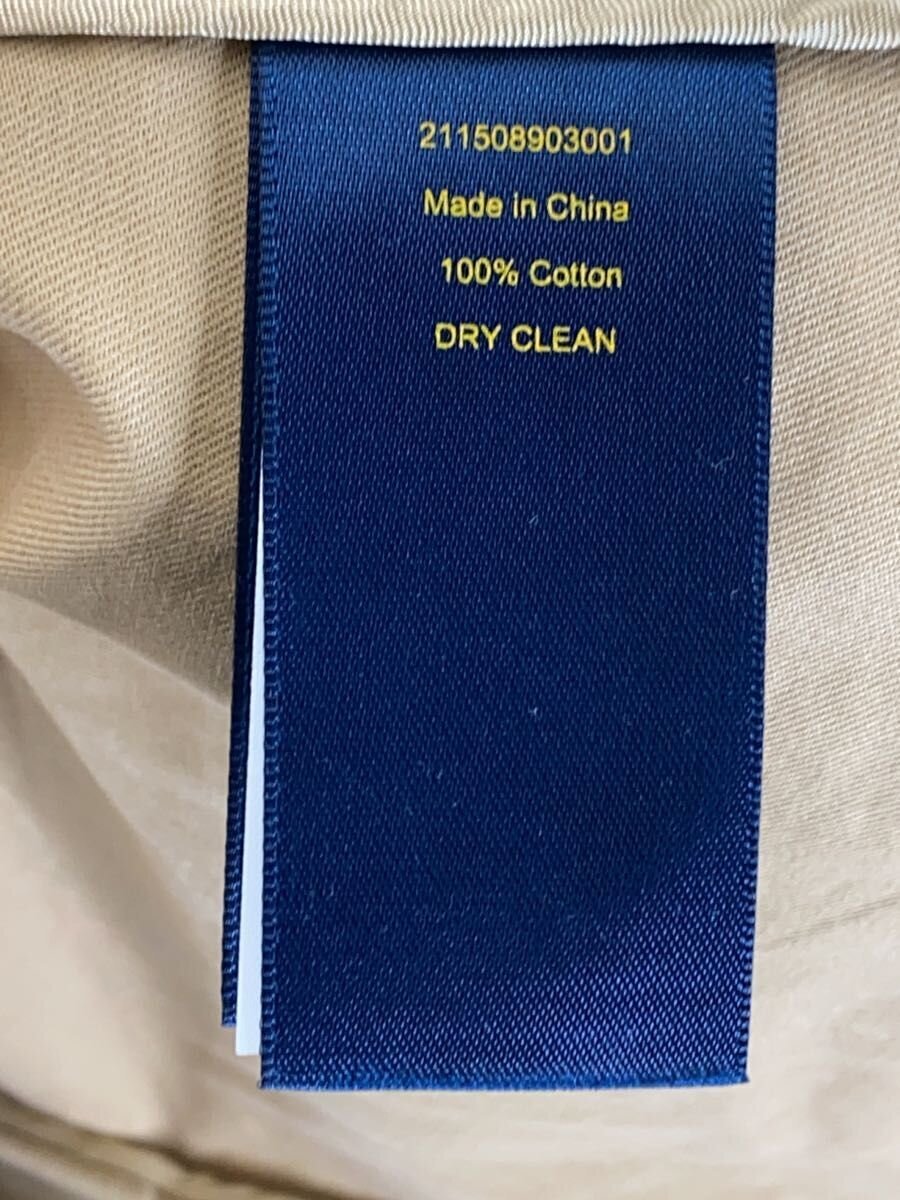 211508903001
Made in China
100% Cotton
DRY CLEAN